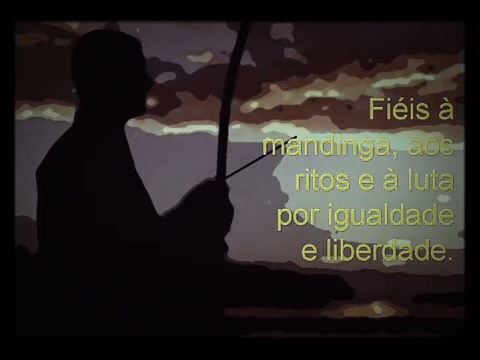 Fiéis à
mandinga, aos
ritos e à luta
por igualdade
e liberdade.